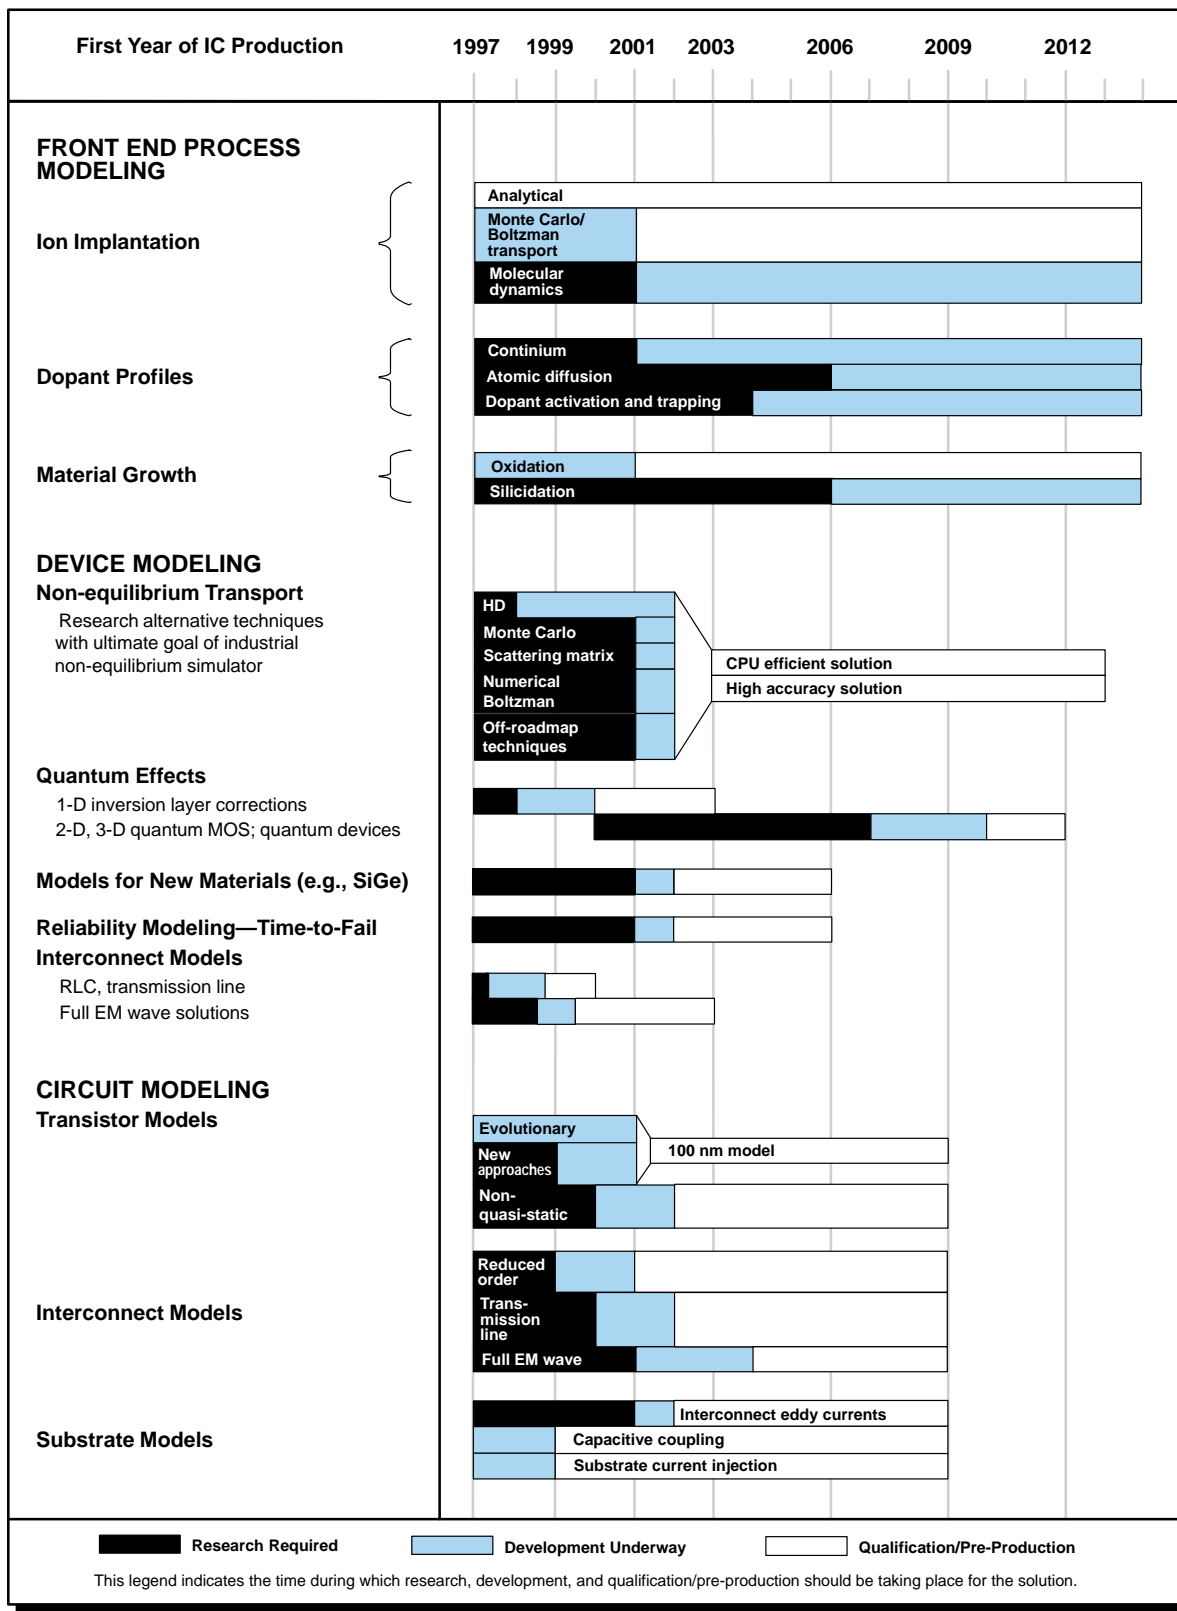 First Year of IC Production
1997 1999 2001 2003 2006 2009 2012
FRONT END PROCESS
MODELING
Analytical
Ion Implantation
Monte Carlo/
Boltzman
transport
Molecular
dynamics
Dopant Profiles
Continium
Atomic diffusion
Dopant activation and trapping
Material Growth
Oxidation
Silicidation
DEVICE MODELING
Non-equilibrium Transport
Research alternative techniques
with ultimate goal of industrial
non-equilibrium simulator
HD
Monte Carlo
Scattering matrix
Numerical
Boltzman
Off-roadmap
techniques
CPU efficient solution
High accuracy solution
Quantum Effects
1-D inversion layer corrections
2-D, 3-D quantum MOS; quantum devices
Models for New Materials (e.g., SiGe)
Reliability Modeling—Time-to-Fail
Interconnect Models
RLC, transmission line
Full EM wave solutions
CIRCUIT MODELING
Transistor Models
Evolutionary
New
approaches
100 nm model
Non-
quasi-static
Interconnect Models
Reduced
order
Trans-
mission
line
Full EM wave
Substrate Models
Interconnect eddy currents
Capacitive coupling
Substrate current injection
Research Required
Development Underway
Qualification/Pre-Production
This legend indicates the time during which research, development, and qualification/pre-production should be taking place for the solution.